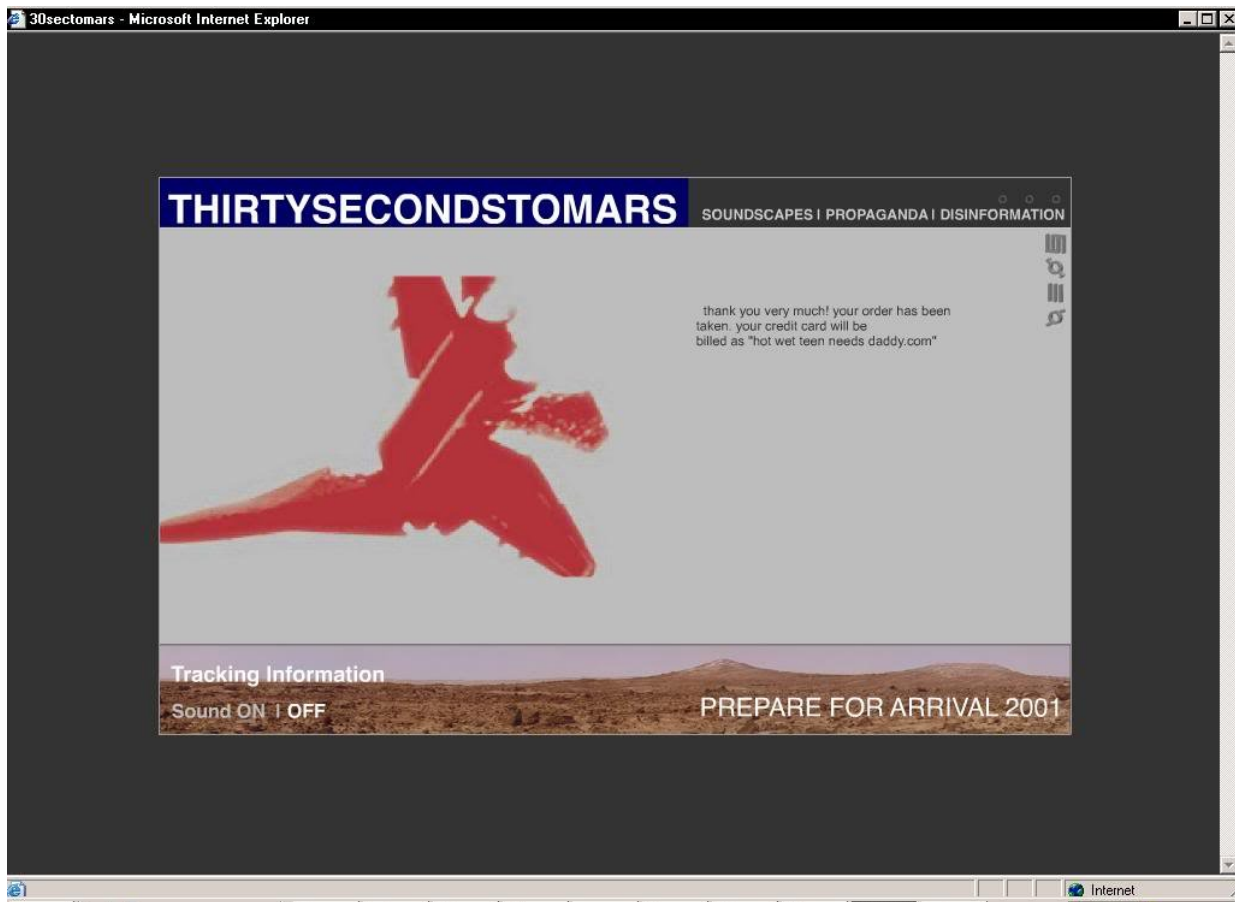 30sectomars - Microsoft Internet Explorer
THIRTYSECONDSTOMARS
SOUNDSCAPES | PROPAGANDA | DISINFORMATION
thank you very much! your order has been
taken. your credit card will be
billed as "hot wet teen needs daddy.com"
Tracking Information
Sound ON | OFF
PREPARE FOR ARRIVAL 2001
Internet